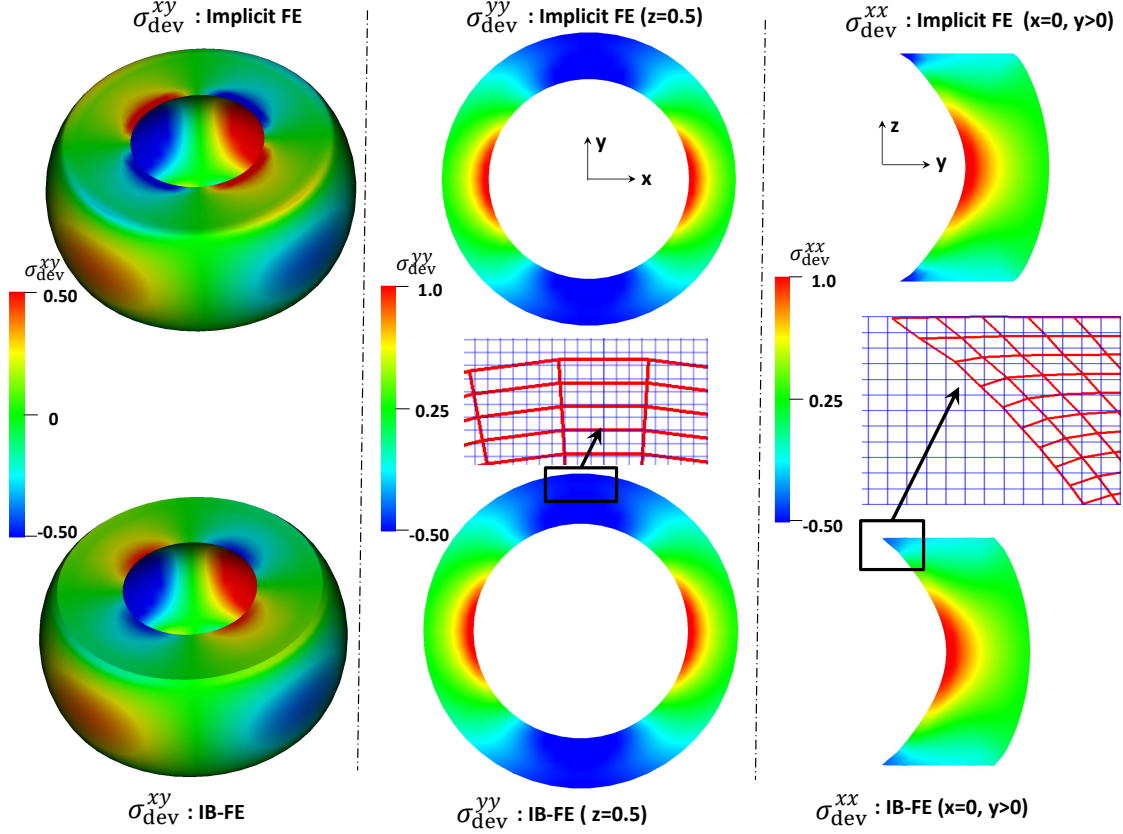 σ_dev^xy : Implicit FE
σ_dev^yy : Implicit FE (z=0.5)
σ_dev^xx : Implicit FE (x=0, y>0)
y
x
z
y
σ_dev^xy
0.50
0
-0.50
σ_dev^yy
1.0
0.25
-0.50
σ_dev^xx
1.0
0.25
-0.50
σ_dev^xy : IB-FE
σ_dev^yy : IB-FE ( z=0.5)
σ_dev^xx : IB-FE (x=0, y>0)